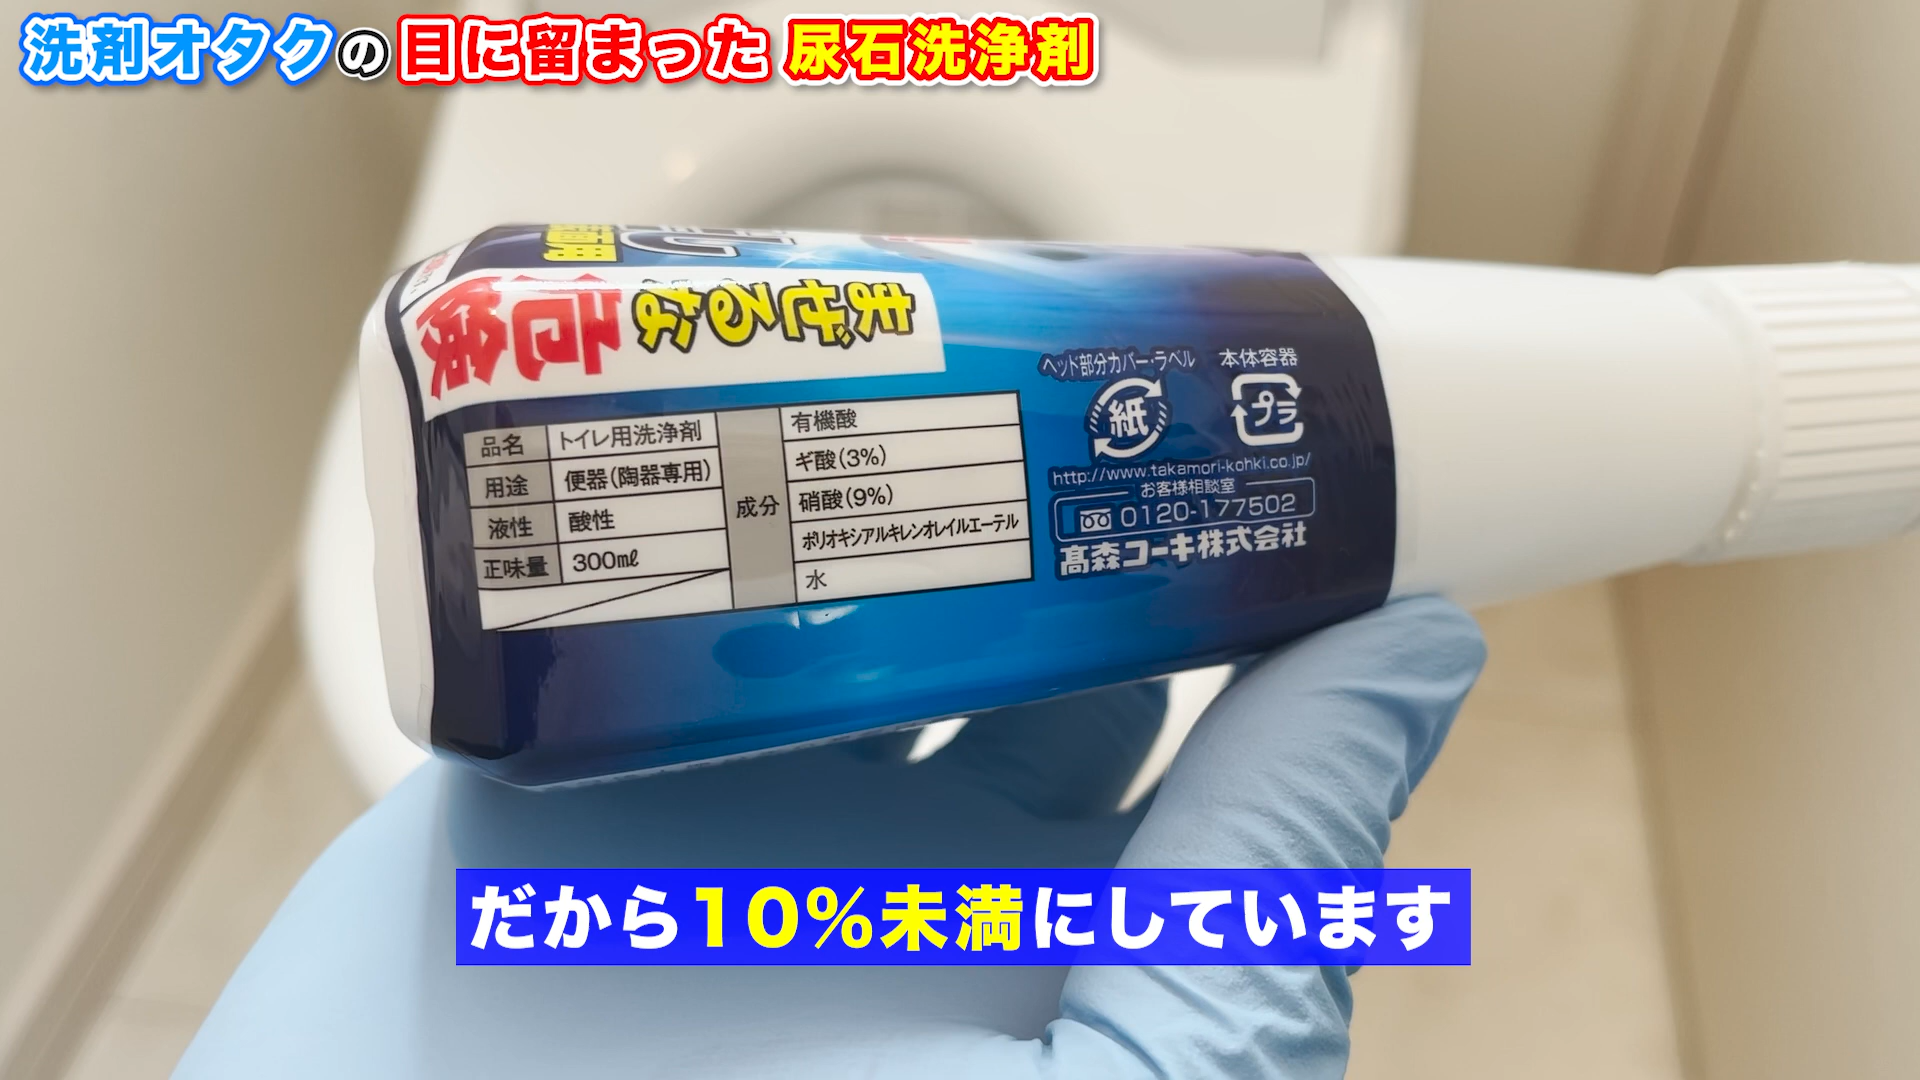 洗剤オタクの目に留まった 尿石洗浄剤
まぜるな
危険
品名 トイレ用洗浄剤
用途 便器(陶器専用)
液性 酸性
正味量 300㎖
成分
有機酸
ギ酸(3%)
硝酸(9%)
ポリオキシアルキレンオレイルエーテル
水
ヘッド部分カバー・ラベル
紙
本体容器
プラ
http://www.takamori-kohki.co.jp/
お客様相談室
0120-177502
髙森コーキ株式会社
だから10%未満にしています